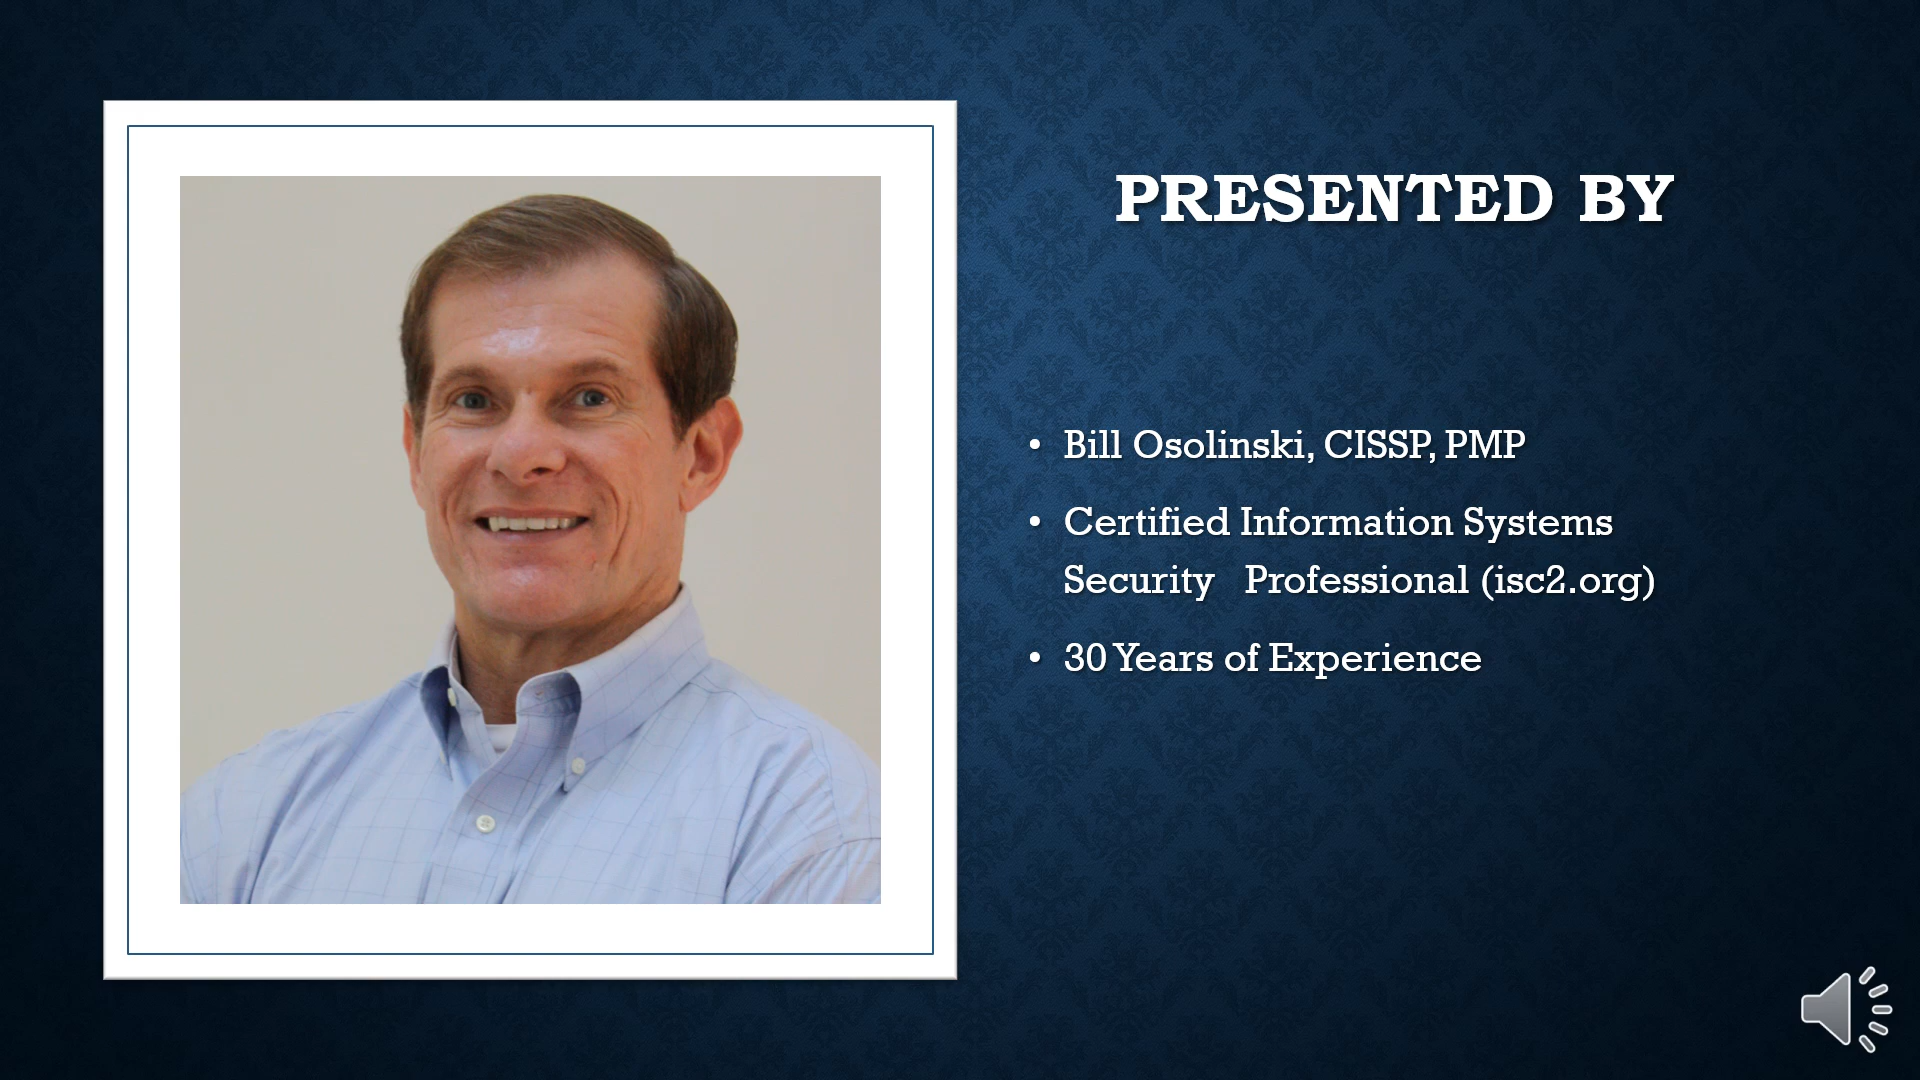 PRESENTED BY
• Bill Osolinski, CISSP, PMP
• Certified Information Systems
Security   Professional (isc2.org)
• 30 Years of Experience